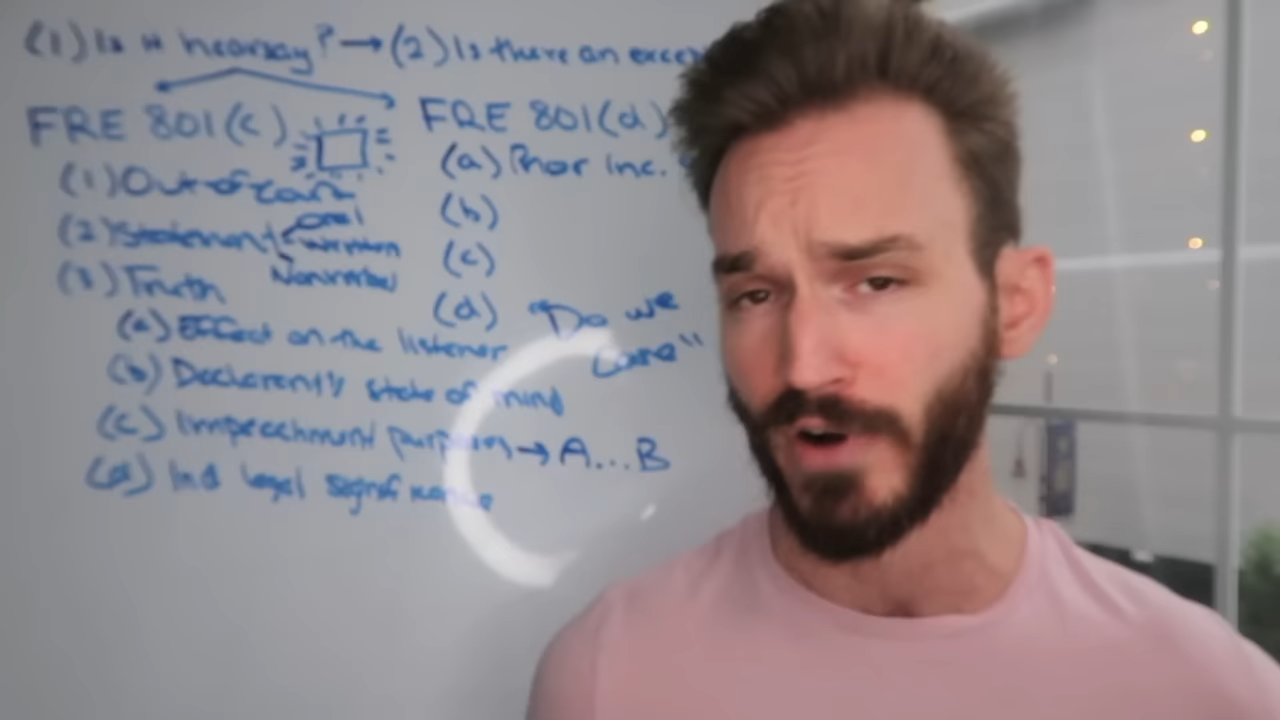 (1) Is it hearsay? → (2) Is there an
FRE 801(c)
(1) Out of court
(2) Statement
Oral
Written
Nonverbal
(3) Truth
(a) Effect on the listener
(b) Declarent's state of mind
(c) Impeachment purposes → A...B
(d) Ind legal significance
FRE 801(d)
(a) Prior Inc.
(b)
(c)
(d)
"Do we
care"